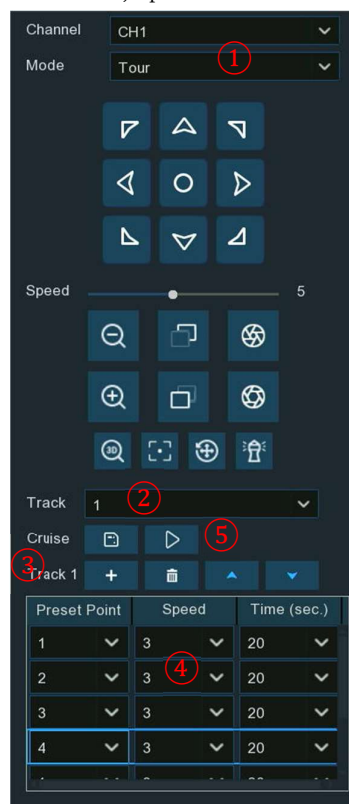 Channel CH1
①
Mode Tour
Speed 5
3D
Track 1 ②
Cruise ⑤
③
Track 1 +
Preset Point Speed Time (sec.)
1 3 20
④
2 3 20
3 3 20
4 3 20